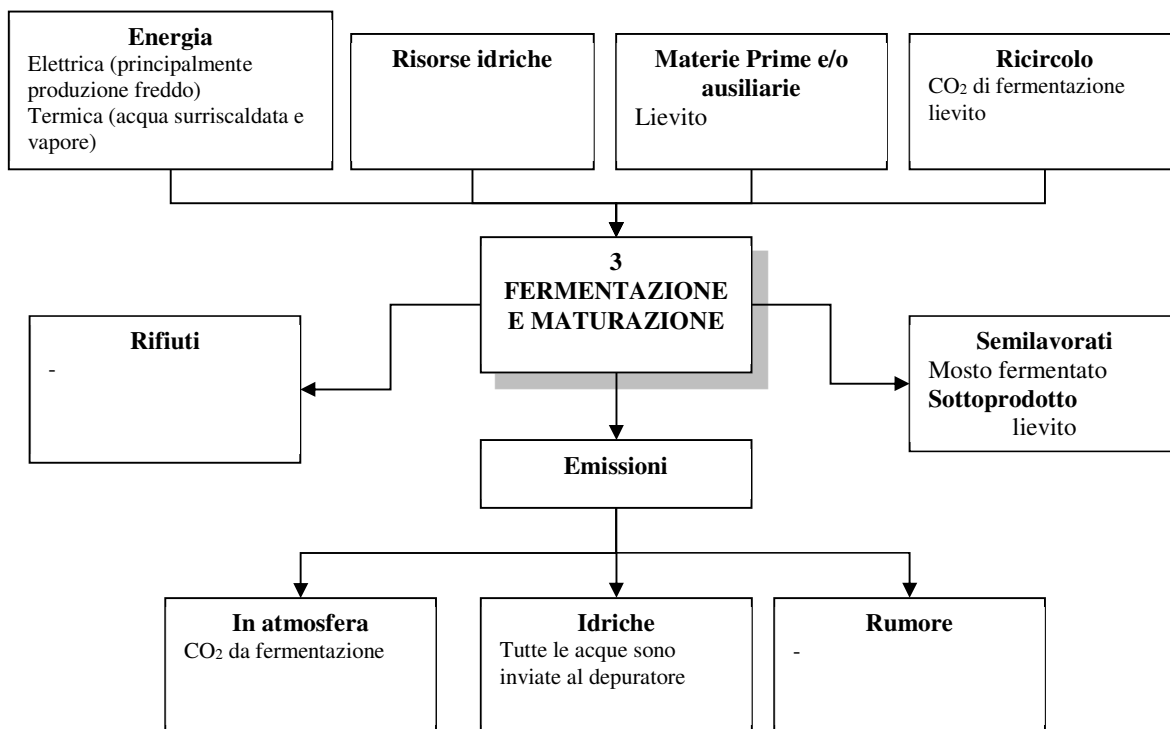 Energia
Elettrica (principalmente
produzione freddo)
Termica (acqua surriscaldata e
vapore)
Risorse idriche
Materie Prime e/o
ausiliarie
Lievito
Ricircolo
CO₂ di fermentazione
lievito
3
FERMENTAZIONE
E MATURAZIONE
Rifiuti
-
Semilavorati
Mosto fermentato
Sottoprodotto
lievito
Emissioni
In atmosfera
CO₂ da fermentazione
Idriche
Tutte le acque sono
inviate al depuratore
Rumore
-